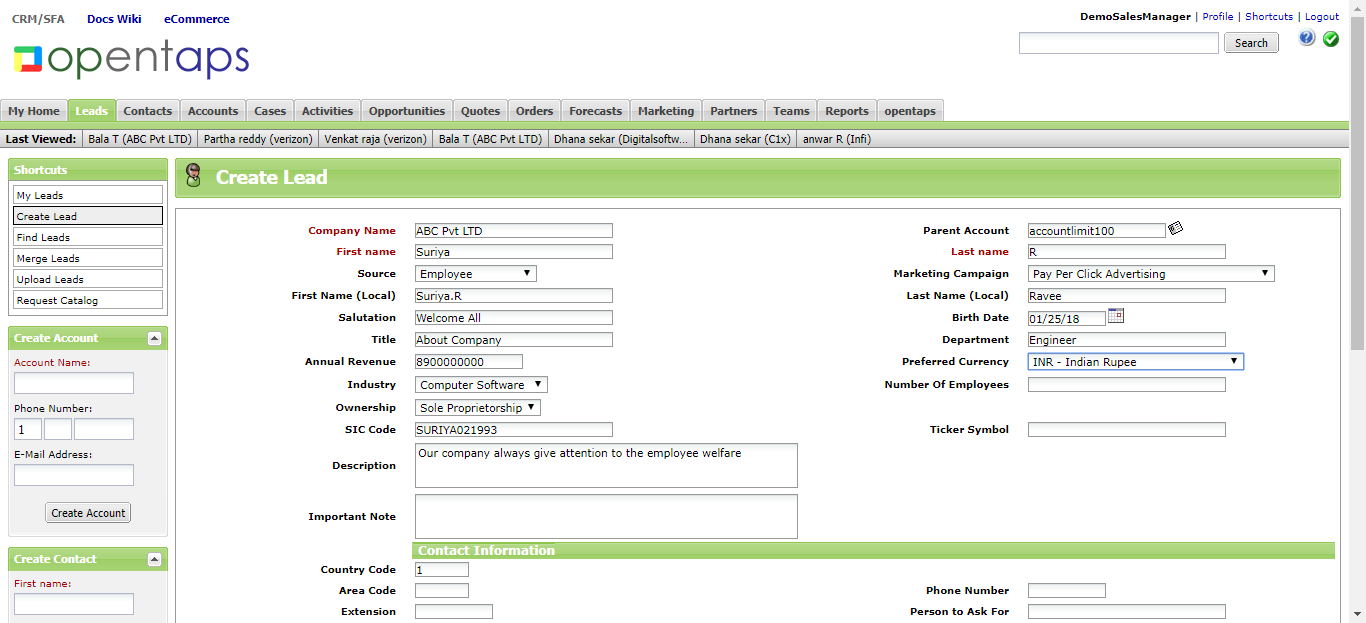 CRM/SFA Docs Wiki eCommerce
DemoSalesManager | Profile | Shortcuts | Logout
opentaps
Search
My Home Leads Contacts Accounts Cases Activities Opportunities Quotes Orders Forecasts Marketing Partners Teams Reports opentaps
Last Viewed: Bala T (ABC Pvt LTD) Partha reddy (verizon) Venkat raja (verizon) Bala T (ABC Pvt LTD) Dhana sekar (Digitalsoftw... Dhana sekar (C1x) anwar R (Infi)
Shortcuts
My Leads
Create Lead
Find Leads
Merge Leads
Upload Leads
Request Catalog
Create Account
Account Name:
Phone Number:
1
E-Mail Address:
Create Account
Create Contact
First name:
Create Lead
Company Name ABC Pvt LTD Parent Account accountlimit100
First name Suriya Last name R
Source Employee Marketing Campaign Pay Per Click Advertising
First Name (Local) Suriya.R Last Name (Local) Ravee
Salutation Welcome All Birth Date 01/25/18
Title About Company Department Engineer
Annual Revenue 8900000000 Preferred Currency INR - Indian Rupee
Industry Computer Software Number Of Employees
Ownership Sole Proprietorship
SIC Code SURIYA021993 Ticker Symbol
Description Our company always give attention to the employee welfare
Important Note
Contact Information
Country Code 1
Area Code Phone Number
Extension Person to Ask For